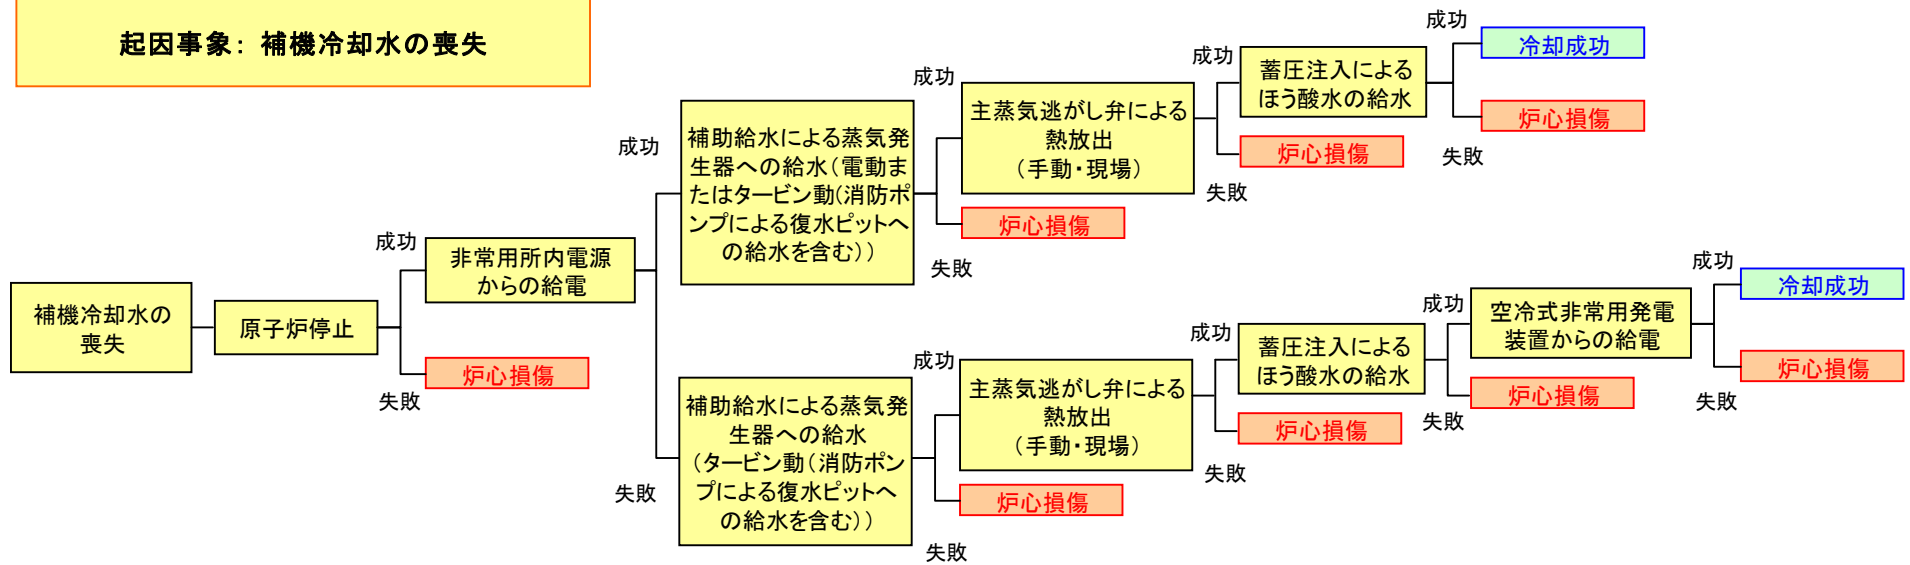 起因事象： 補機冷却水の喪失
補機冷却水の
喪失
原子炉停止
成功
失敗
非常用所内電源
からの給電
炉心損傷
成功
失敗
補助給水による蒸気発
生器への給水（電動ま
たはタービン動（消防ポ
ンプによる復水ピットへ
の給水を含む））
成功
失敗
主蒸気逃がし弁による
熱放出
（手動・現場）
炉心損傷
成功
失敗
蓄圧注入による
ほう酸水の給水
炉心損傷
成功
失敗
冷却成功
炉心損傷
補助給水による蒸気発
生器への給水
（タービン動（消防ポン
プによる復水ピットへ
の給水を含む））
成功
失敗
主蒸気逃がし弁による
熱放出
（手動・現場）
炉心損傷
成功
失敗
蓄圧注入による
ほう酸水の給水
炉心損傷
成功
失敗
空冷式非常用発電
装置からの給電
炉心損傷
成功
失敗
冷却成功
炉心損傷